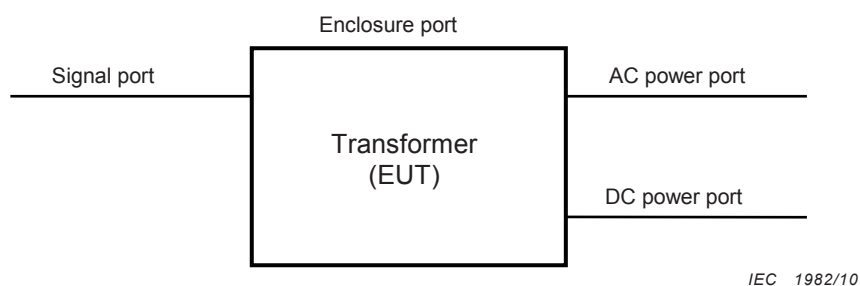 Enclosure port
Signal port
AC power port
Transformer
(EUT)
DC power port
IEC 1982/10